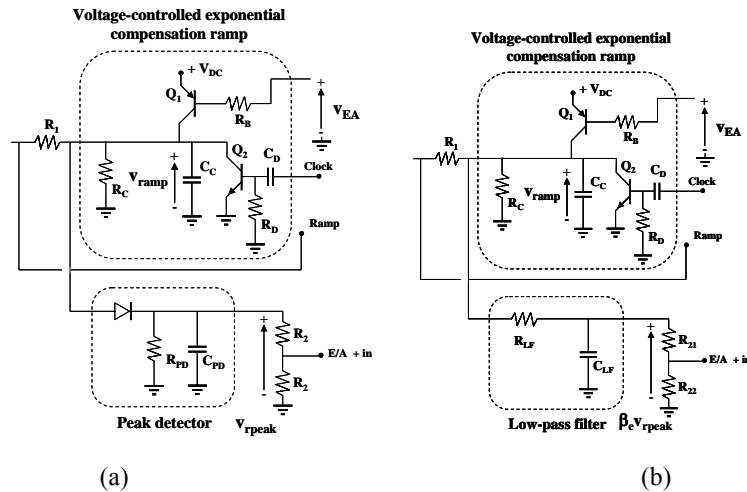 Voltage-controlled exponential
compensation ramp
+ VDC
Q1
RB
vEA
R1
RC
vramp
CC
Q2
CD
Clock
RD
Ramp
RPD
CPD
R2
E/A + in
R2
Peak detector
vrpeak
(a)
Voltage-controlled exponential
compensation ramp
+ VDC
Q1
RB
vEA
R1
RC
vramp
CC
Q2
CD
Clock
RD
Ramp
RLF
CLF
R21
E/A + in
R22
Low-pass filter
βevrpeak
(b)